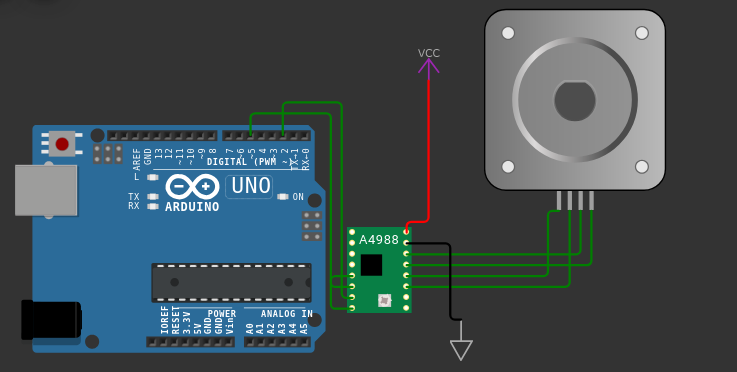 VCC
AREF
GND
13
12
~11
~10
~9
8
7
~6
~5
4
~3
2
TX→1
RX←0
DIGITAL (PWM
L
TX
RX
UNO
ON
ARDUINO
A4988
POWER
ANALOG IN
IOREF
RESET
3.3V
5V
GND
GND
Vin
A0
A1
A2
A3
A4
A5